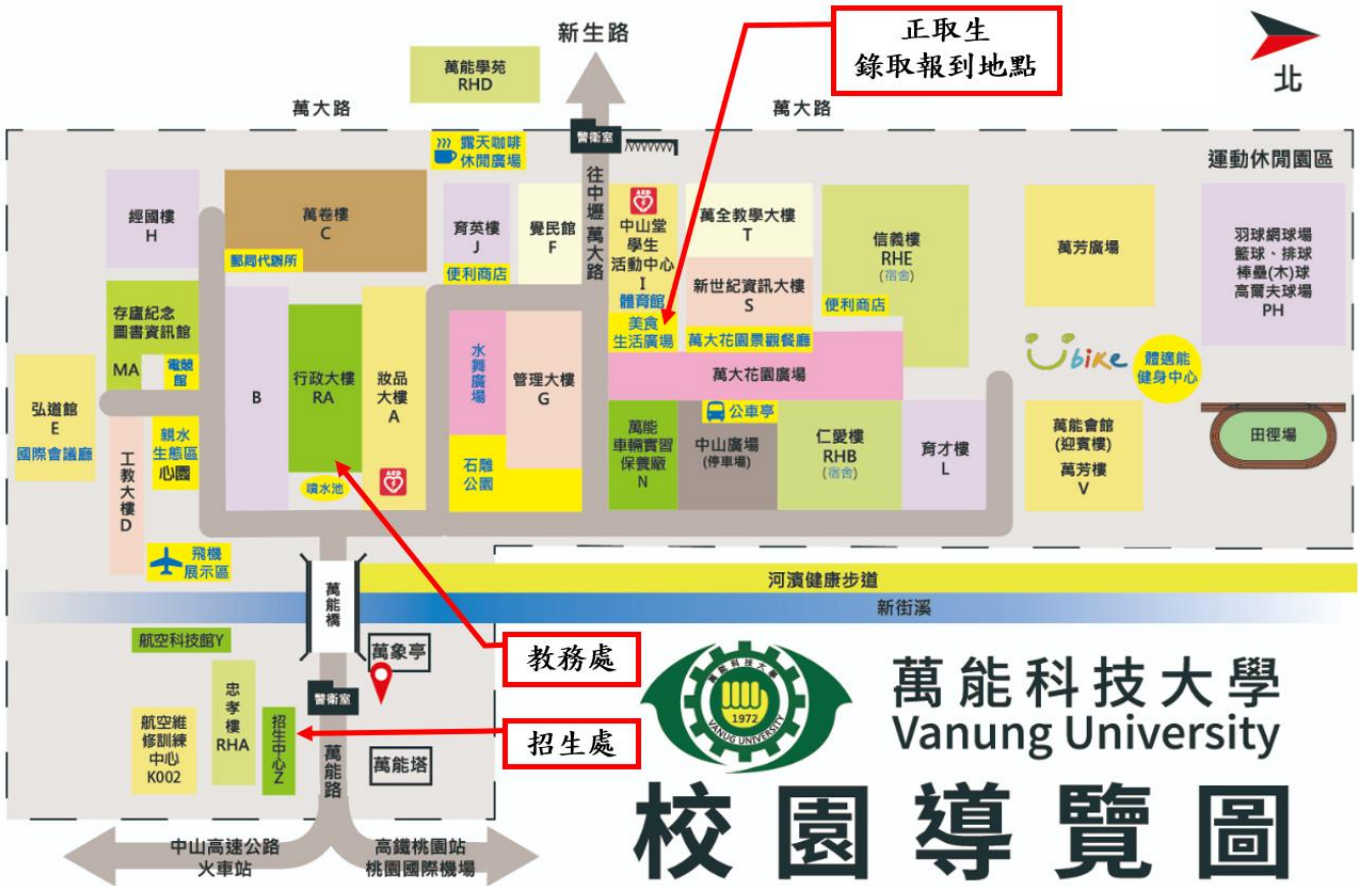 正取生
錄取報到地點
北
新生路
萬能學苑
RHD
萬大路
萬大路
警衛室
露天咖啡
休閒廣場
運動休閒園區
經國樓
H
萬卷樓
C
郵局代辦所
育英樓
J
便利商店
覺民館
F
往中壢 萬大路
AED
中山堂
學生
活動中心
I
體育館
美食
生活廣場
萬全教學大樓
T
新世紀資訊大樓
S
萬大花園景觀餐廳
信義樓
RHE
(宿舍)
便利商店
萬芳廣場
羽球網球場
籃球、排球
棒壘(木)球
高爾夫球場
PH
存廬紀念
圖書資訊館
MA
電競
館
B
行政大樓
RA
妝品
大樓
A
AED
水舞廣場
管理大樓
G
萬大花園廣場
Ubike
體適能
健身中心
弘道館
E
國際會議廳
工教大樓D
親水
生態區
心園
噴水池
石雕
公園
萬能
車輛實習
保養廠
N
公車亭
中山廣場
(停車場)
仁愛樓
RHB
(宿舍)
育才樓
L
萬能會館
(迎賓樓)
萬芳樓
V
田徑場
飛機
展示區
萬能橋
河濱健康步道
新街溪
航空科技館Y
萬象亭
教務處
警衛室
忠孝樓
RHA
航空維
修訓練
中心
K002
招生中心Z
招生處
萬能路
萬能塔
中山高速公路
火車站
高鐵桃園站
桃園國際機場
萬能科技大學
1972
VANUG UNIVERSITY
萬能科技大學
Vanung University
校園導覽圖